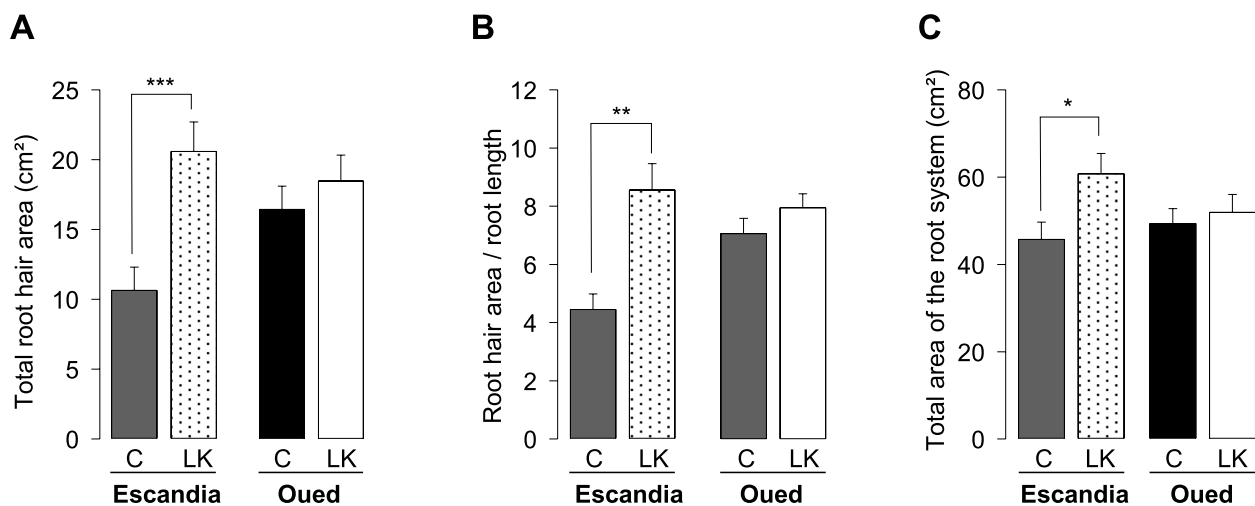 A
Total root hair area (cm²)
25
20
15
10
5
0
***
C LK C LK
Escandia Oued
B
Root hair area / root length
12
10
8
6
4
2
0
**
C LK C LK
Escandia Oued
C
Total area of the root system (cm²)
80
60
40
20
0
*
C LK C LK
Escandia Oued